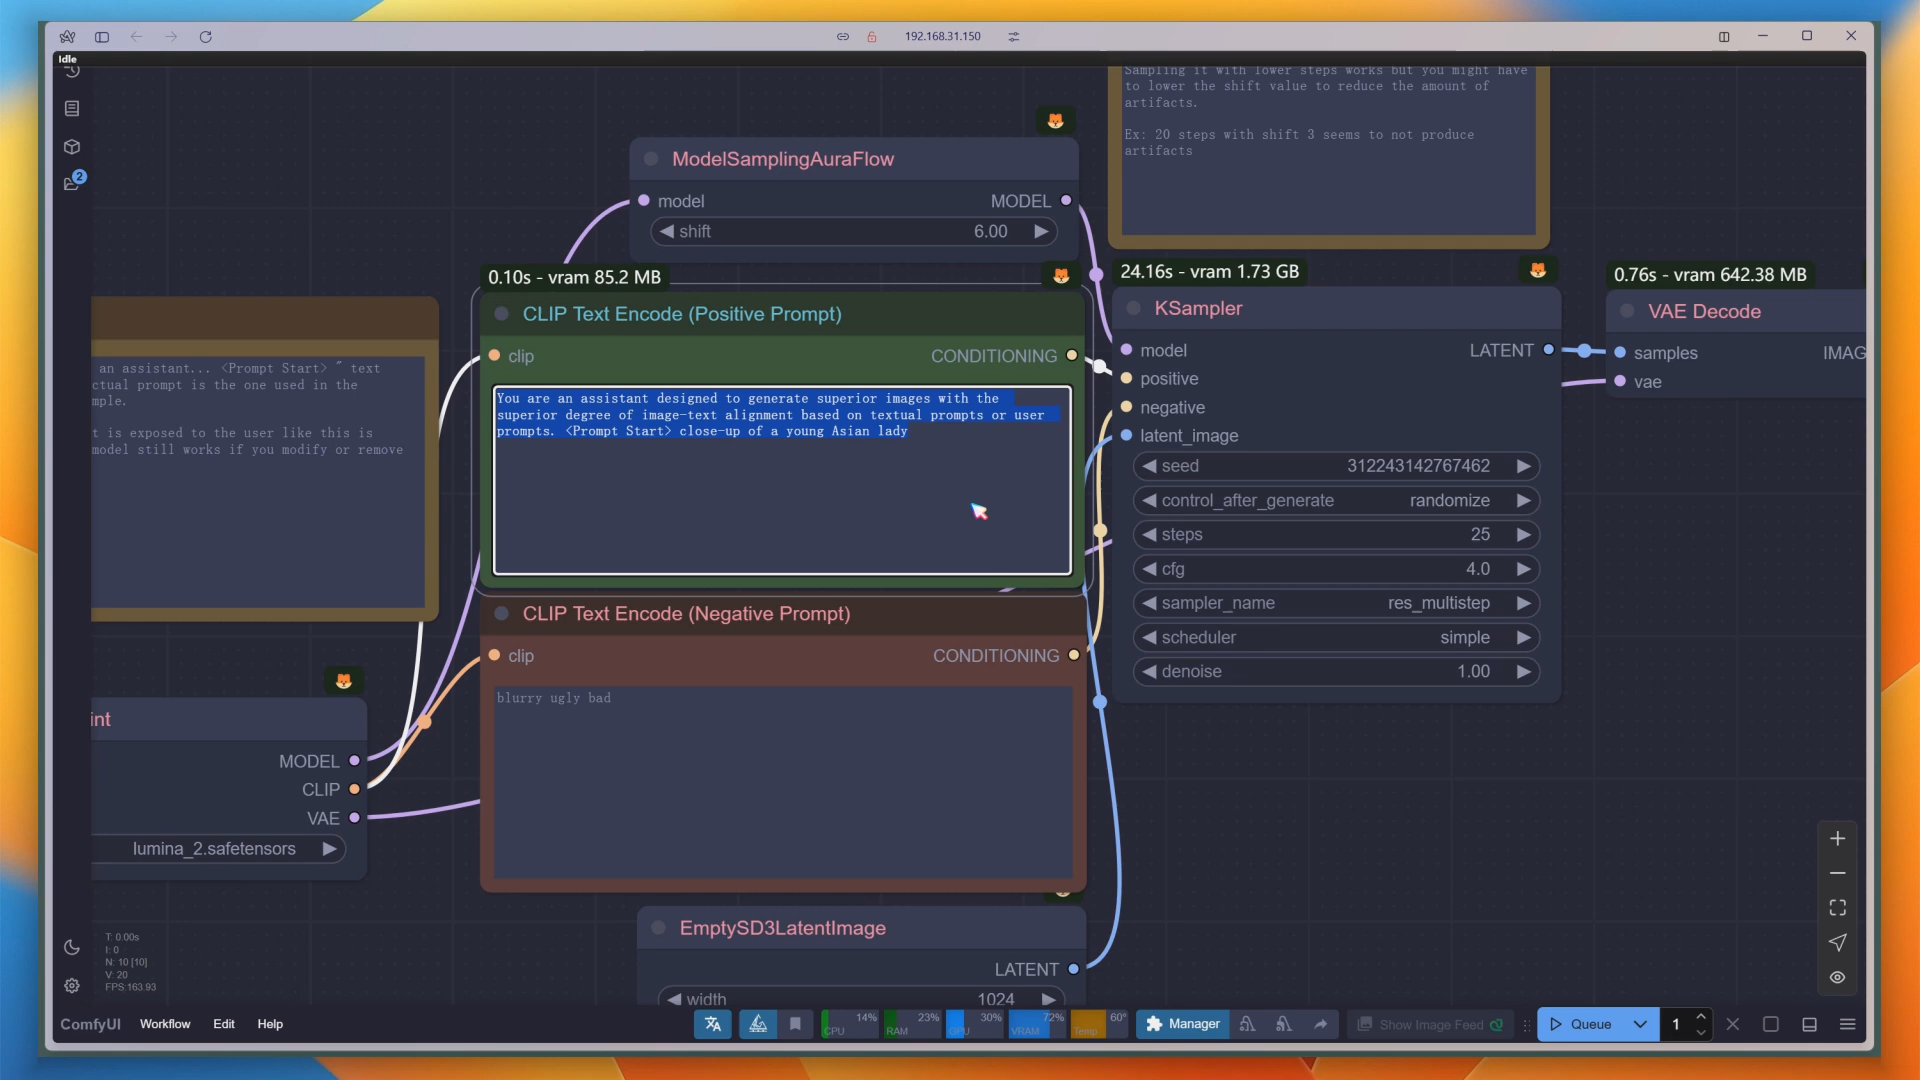 192.168.31.150
Idle
Sampling it with lower steps works but you might have
to lower the shift value to reduce the amount of
artifacts.
Ex: 20 steps with shift 3 seems to not produce
artifacts
2
ModelSamplingAuraFlow
model
MODEL
shift
6.00
0.10s - vram 85.2 MB
CLIP Text Encode (Positive Prompt)
clip
CONDITIONING
You are an assistant designed to generate superior images with the
superior degree of image-text alignment based on textual prompts or user
prompts. <Prompt Start> close-up of a young Asian lady
24.16s - vram 1.73 GB
KSampler
model
LATENT
positive
negative
latent_image
seed
312243142767462
control_after_generate
randomize
steps
25
cfg
4.0
sampler_name
res_multistep
scheduler
simple
denoise
1.00
0.76s - vram 642.38 MB
VAE Decode
samples
IMAG
vae
an assistant... <Prompt Start> " text
ctual prompt is the one used in the
mple.
t is exposed to the user like this is
model still works if you modify or remove
CLIP Text Encode (Negative Prompt)
clip
CONDITIONING
blurry ugly bad
int
MODEL
CLIP
VAE
lumina_2.safetensors
EmptySD3LatentImage
LATENT
width
1024
T: 0.00s
I: 0
N: 10 [10]
V: 20
FPS:163.93
ComfyUI
Workflow
Edit
Help
CPU
14%
RAM
23%
GPU
30%
VRAM
72%
Temp
60°
Manager
Show Image Feed
Queue
1